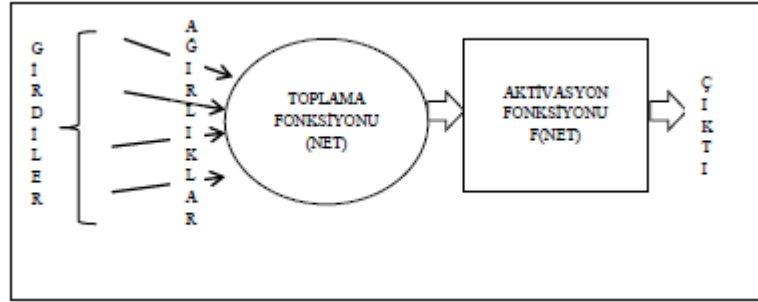 GİRDİLER
AĞIRLIKLAR
TOPLAMA
FONKSİYONU
(NET)
AKTİVASYON
FONKSİYONU
F(NET)
ÇIKTI